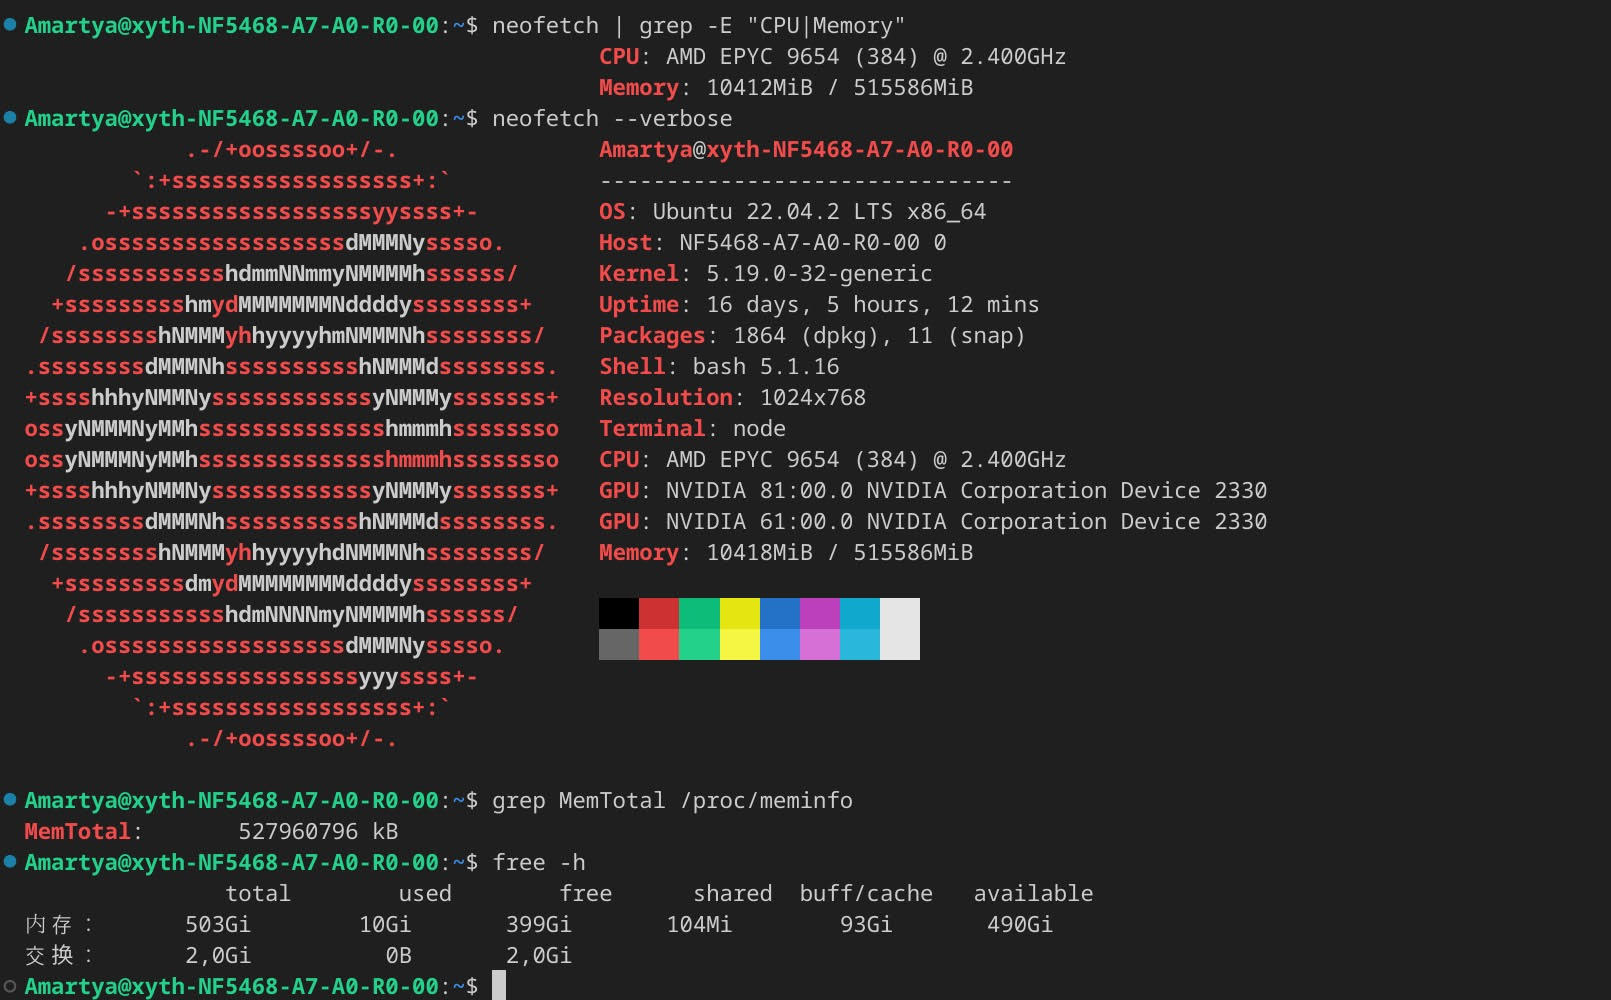 Amartya@xyth-NF5468-A7-A0-R0-00:~$ neofetch | grep -E "CPU|Memory"
CPU: AMD EPYC 9654 (384) @ 2.400GHz
Memory: 10412MiB / 515586MiB
Amartya@xyth-NF5468-A7-A0-R0-00:~$ neofetch --verbose
.-/+oossssoo+/-. Amartya@xyth-NF5468-A7-A0-R0-00
`:+ssssssssssssssssss+:` -------------------------------
-+ssssssssssssssssssyyssss+- OS: Ubuntu 22.04.2 LTS x86_64
.ossssssssssssssssssdMMMNysssso. Host: NF5468-A7-A0-R0-00 0
/ssssssssssshdmmNNmmyNMMMMhssssss/ Kernel: 5.19.0-32-generic
+ssssssssshmydMMMMMMMNddddyssssssss+ Uptime: 16 days, 5 hours, 12 mins
/sssssssshNMMMyhhyyyyhmNMMMNhssssssss/ Packages: 1864 (dpkg), 11 (snap)
.ssssssssdMMMNhsssssssssshNMMMdssssssss. Shell: bash 5.1.16
+sssshhhyNMMNyssssssssssssyNMMMysssssss+ Resolution: 1024x768
ossyNMMMNyMMhsssssssssssssshmmmhssssssso Terminal: node
ossyNMMMNyMMhsssssssssssssshmmmhssssssso CPU: AMD EPYC 9654 (384) @ 2.400GHz
+sssshhhyNMMNyssssssssssssyNMMMysssssss+ GPU: NVIDIA 81:00.0 NVIDIA Corporation Device 2330
.ssssssssdMMMNhsssssssssshNMMMdssssssss. GPU: NVIDIA 61:00.0 NVIDIA Corporation Device 2330
/sssssssshNMMMyhhyyyyhdNMMMNhssssssss/ Memory: 10418MiB / 515586MiB
+sssssssssdmydMMMMMMMMddddyssssssss+
/ssssssssssshdmNNNNmyNMMMMhssssss/
.ossssssssssssssssssdMMMNysssso.
-+sssssssssssssssssyyyssss+-
`:+ssssssssssssssssss+:`
.-/+oossssoo+/-.
Amartya@xyth-NF5468-A7-A0-R0-00:~$ grep MemTotal /proc/meminfo
MemTotal: 527960796 kB
Amartya@xyth-NF5468-A7-A0-R0-00:~$ free -h
total used free shared buff/cache available
内存： 503Gi 10Gi 399Gi 104Mi 93Gi 490Gi
交换： 2,0Gi 0B 2,0Gi
Amartya@xyth-NF5468-A7-A0-R0-00:~$